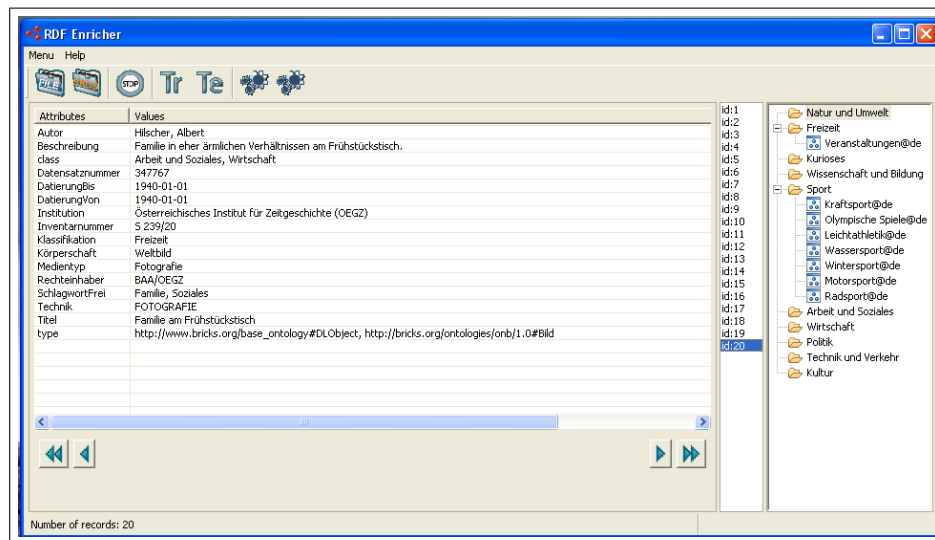 RDF Enricher
Menu Help
FILE
STOP
Tr Te
Attributes Values
Autor Hilscher, Albert
Beschreibung Familie in eher ärmlichen Verhältnissen am Frühstückstisch.
class Arbeit und Soziales, Wirtschaft
Datensatznummer 347767
DatierungBis 1940-01-01
DatierungVon 1940-01-01
Institution Österreichisches Institut für Zeitgeschichte (OEGZ)
Inventarnummer S 239/20
Klassifikation Freizeit
Körperschaft Weltbild
Medientyp Fotografie
Rechteinhaber BAA/OEGZ
SchlagwortFrei Familie, Soziales
Technik FOTOGRAFIE
Titel Familie am Frühstückstisch
type http://www.bricks.org/base_ontology#DLObject, http://bricks.org/ontologies/onb/1.0#Bild
id:1
id:2
id:3
id:4
id:5
id:6
id:7
id:8
id:9
id:10
id:11
id:12
id:13
id:14
id:15
id:16
id:17
id:18
id:19
id:20
Natur und Umwelt
Freizeit
Veranstaltungen@de
Kurioses
Wissenschaft und Bildung
Sport
Kraftsport@de
Olympische Spiele@de
Leichtathletik@de
Wassersport@de
Wintersport@de
Motorsport@de
Radsport@de
Arbeit und Soziales
Wirtschaft
Politik
Technik und Verkehr
Kultur
Number of records: 20